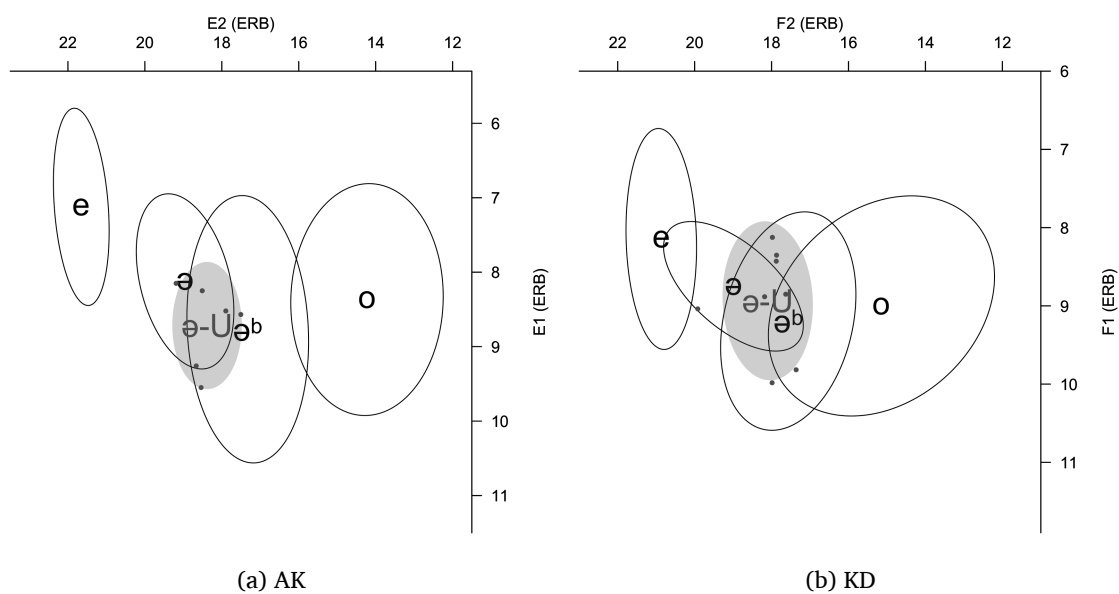 E2 (ERB)
22 20 18 16 14 12
6
7
8
9
10
11
E1 (ERB)
e
ə
ə-U
əᵇ
o
(a) AK
F2 (ERB)
22 20 18 16 14 12
6
7
8
9
10
11
F1 (ERB)
e
ə
ə-U
əᵇ
o
(b) KD